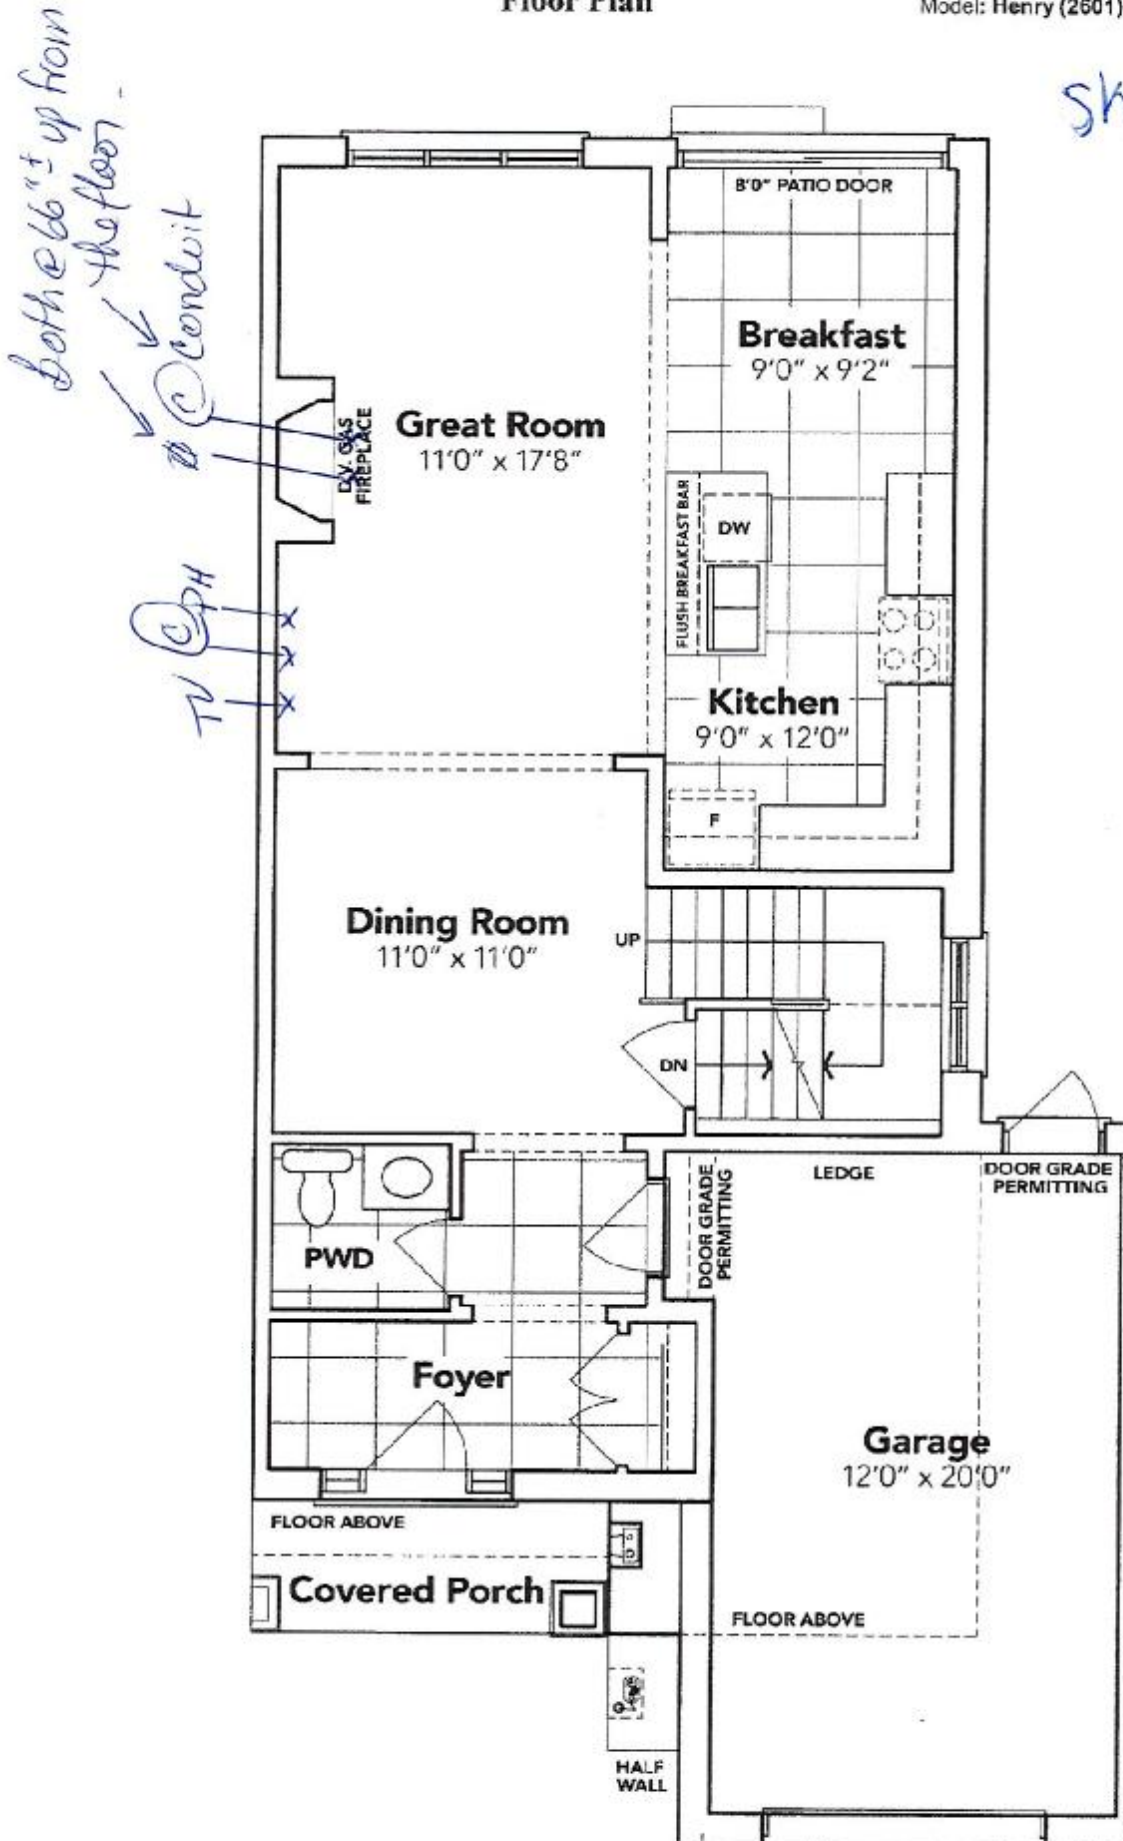 Floor Plan
Model: Henry (2601)
both @ 66"± up from
the floor
C Conduit
8'0" PATIO DOOR
Breakfast
9'0" x 9'2"
Great Room
11'0" x 17'8"
D.V. GAS
FIREPLACE
FLUSH BREAKFAST BAR
DW
C PH
TV
Kitchen
9'0" x 12'0"
F
Dining Room
11'0" x 11'0"
UP
DN
LEDGE
DOOR GRADE
PERMITTING
DOOR GRADE
PERMITTING
PWD
Foyer
Garage
12'0" x 20'0"
FLOOR ABOVE
Covered Porch
FLOOR ABOVE
HALF
WALL